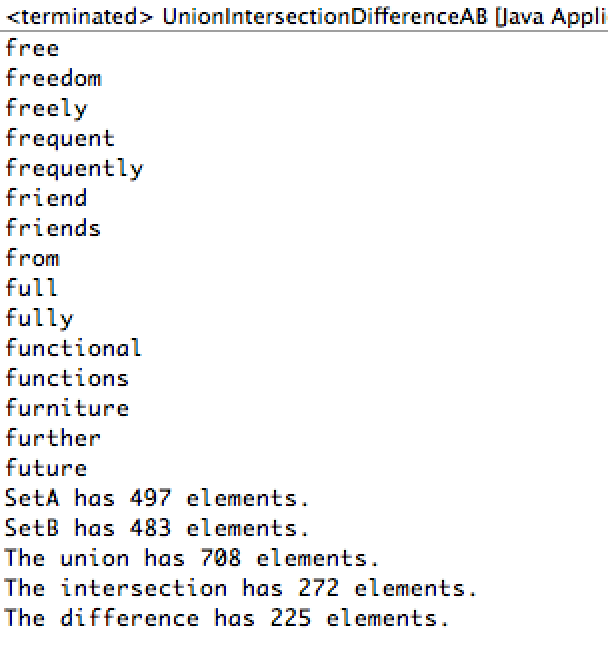 <terminated> UnionIntersectionDifferenceAB [Java Appli
free
freedom
freely
frequent
frequently
friend
friends
from
full
fully
functional
functions
furniture
further
future
SetA has 497 elements.
SetB has 483 elements.
The union has 708 elements.
The intersection has 272 elements.
The difference has 225 elements.